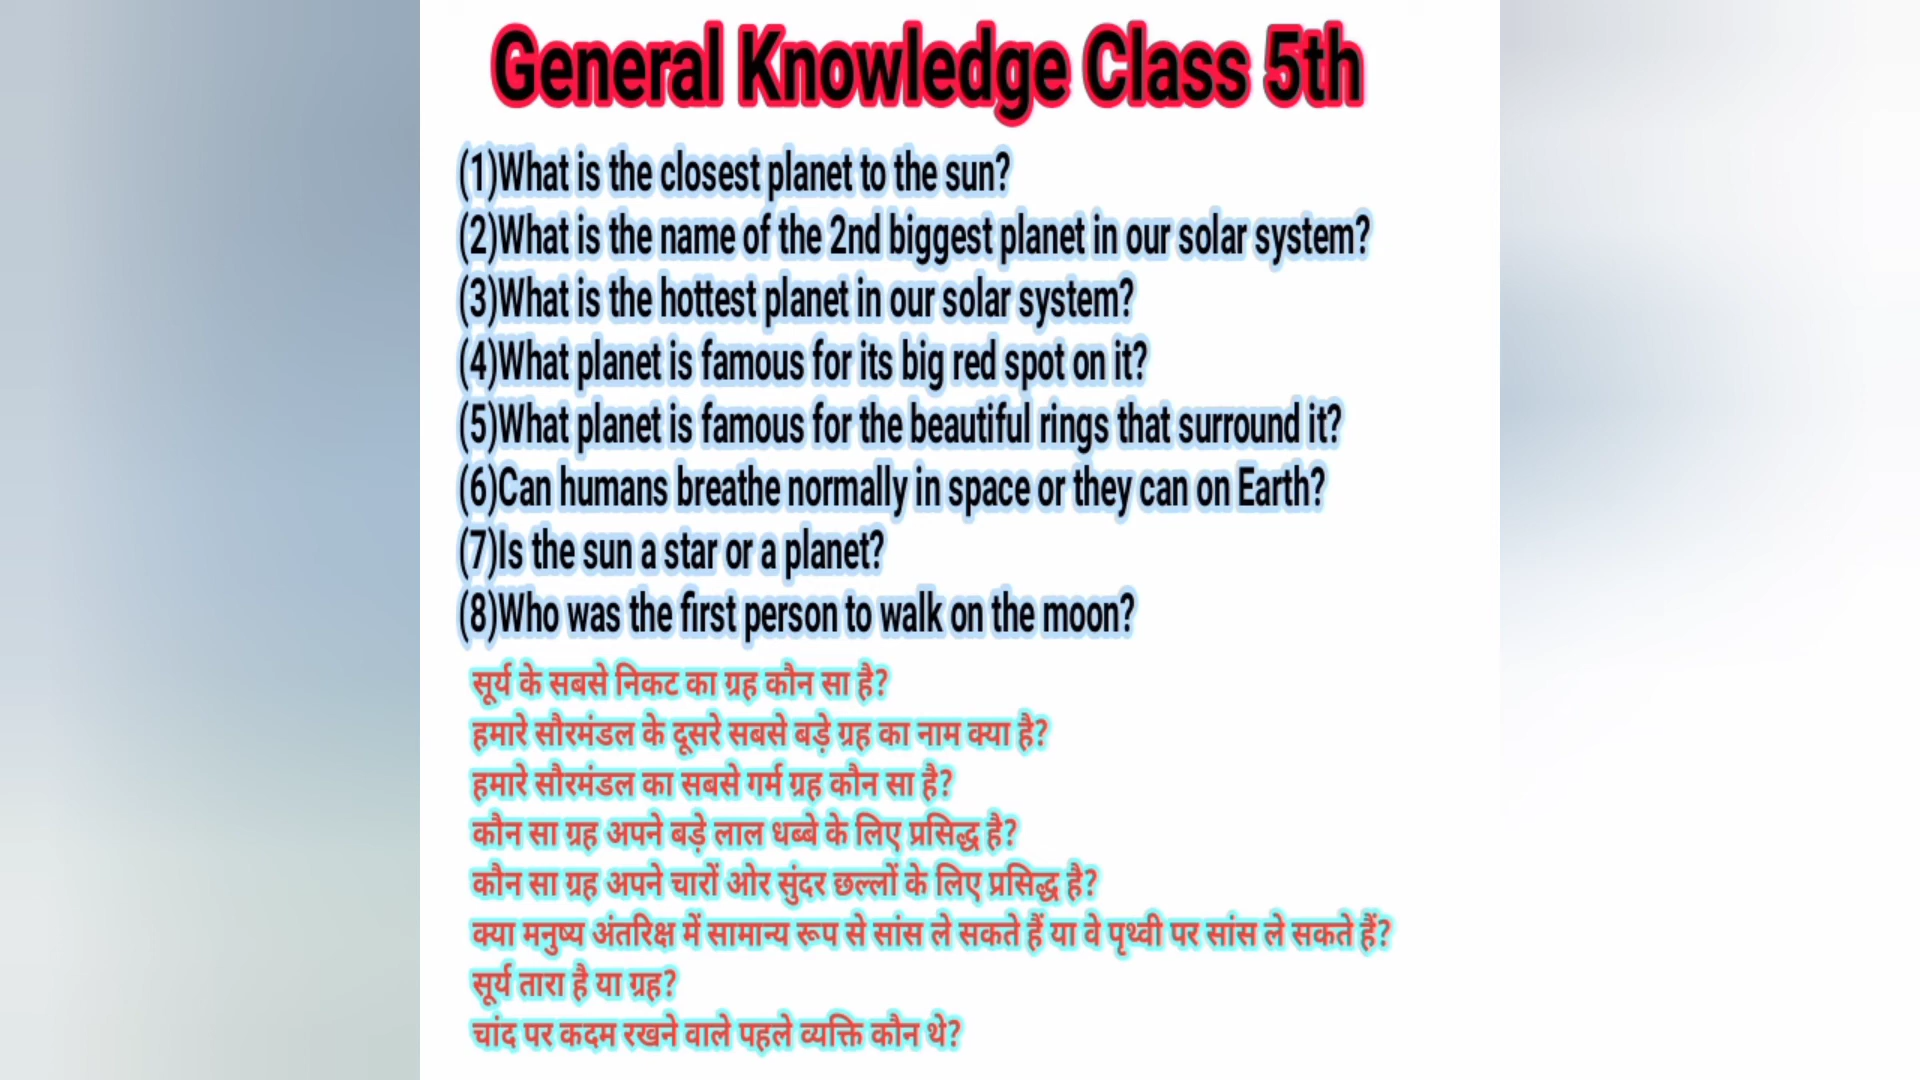 General Knowledge Class 5th
(1)What is the closest planet to the sun?
(2)What is the name of the 2nd biggest planet in our solar system?
(3)What is the hottest planet in our solar system?
(4)What planet is famous for its big red spot on it?
(5)What planet is famous for the beautiful rings that surround it?
(6)Can humans breathe normally in space or they can on Earth?
(7)Is the sun a star or a planet?
(8)Who was the first person to walk on the moon?
सूर्य के सबसे निकट का ग्रह कौन सा है?
हमारे सौरमंडल के दूसरे सबसे बड़े ग्रह का नाम क्या है?
हमारे सौरमंडल का सबसे गर्म ग्रह कौन सा है?
कौन सा ग्रह अपने बड़े लाल धब्बे के लिए प्रसिद्ध है?
कौन सा ग्रह अपने चारों ओर सुंदर छल्लों के लिए प्रसिद्ध है?
क्या मनुष्य अंतरिक्ष में सामान्य रूप से सांस ले सकते हैं या वे पृथ्वी पर सांस ले सकते हैं?
सूर्य तारा है या ग्रह?
चांद पर कदम रखने वाले पहले व्यक्ति कौन थे?